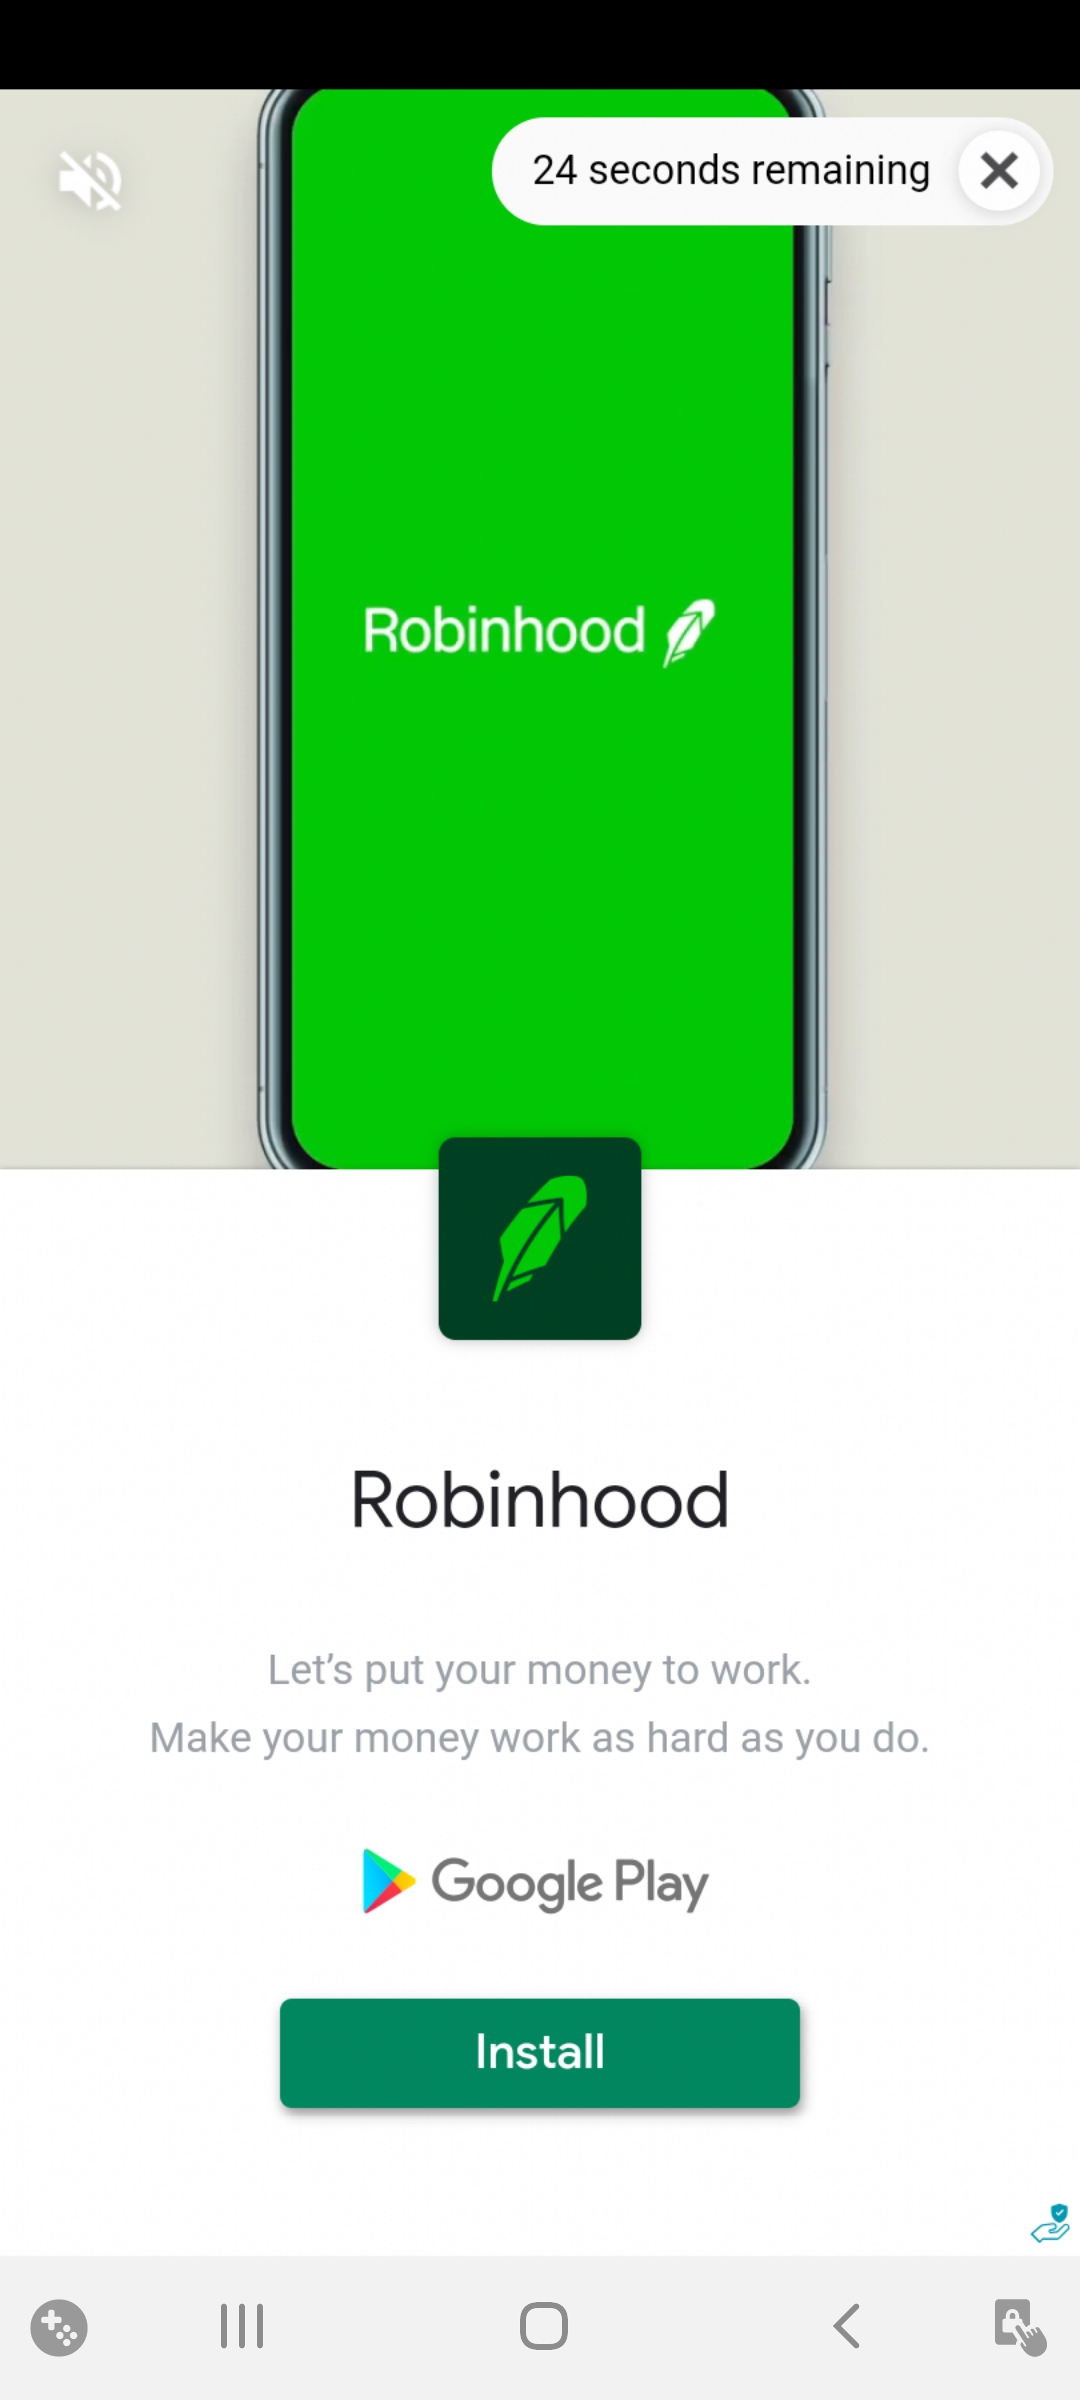 24 seconds remaining
Robinhood
Robinhood
Let’s put your money to work.
Make your money work as hard as you do.
Google Play
Install